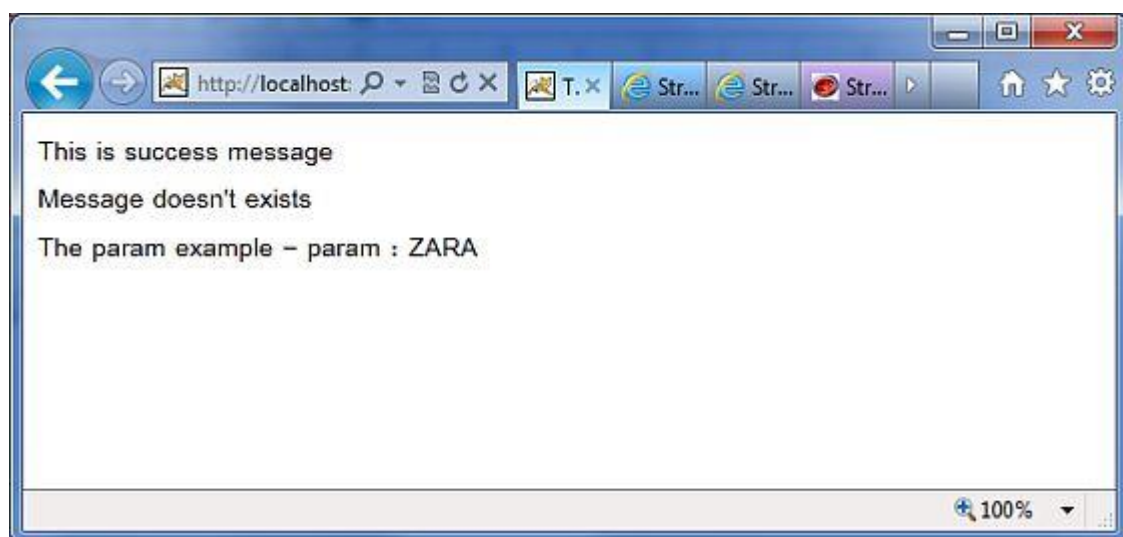 http://localhost:
T.
Str...
Str...
Str...
This is success message
Message doesn't exists
The param example – param : ZARA
100%